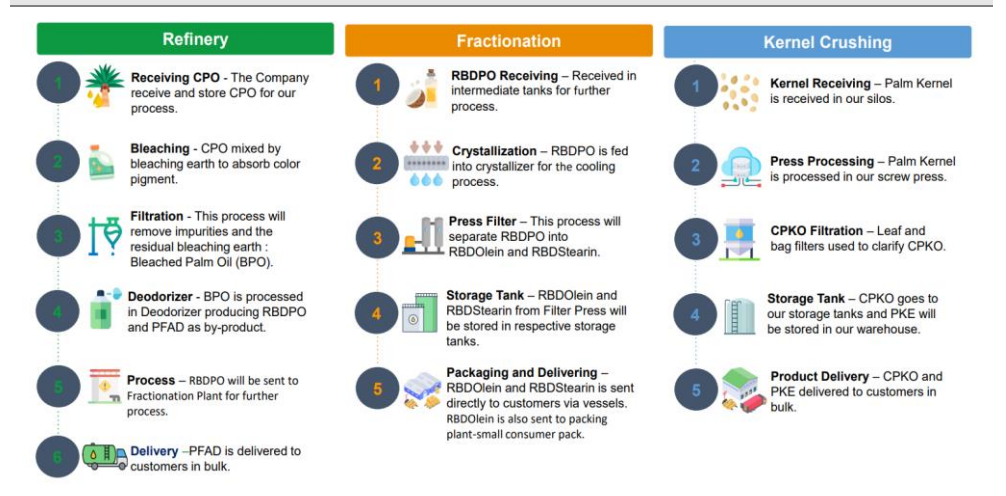 Refinery
1
Receiving CPO - The Company
receive and store CPO for our
process.
2
Bleaching - CPO mixed by
bleaching earth to absorb color
pigment.
3
Filtration - This process will
remove impurities and the
residual bleaching earth :
Bleached Palm Oil (BPO).
4
Deodorizer - BPO is processed
in Deodorizer producing RBDPO
and PFAD as by-product.
5
Process – RBDPO will be sent to
Fractionation Plant for further
process.
6
Delivery –PFAD is delivered to
customers in bulk.
Fractionation
1
RBDPO Receiving – Received in
intermediate tanks for further
process.
2
Crystallization – RBDPO is fed
into crystallizer for the cooling
process.
3
Press Filter – This process will
separate RBDPO into
RBDOlein and RBDStearin.
4
Storage Tank – RBDOlein and
RBDStearin from Filter Press will
be stored in respective storage
tanks.
5
Packaging and Delivering –
RBDOlein and RBDStearin is sent
directly to customers via vessels.
RBDOlein is also sent to packing
plant-small consumer pack.
Kernel Crushing
1
Kernel Receiving – Palm Kernel
is received in our silos.
2
Press Processing – Palm Kernel
is processed in our screw press.
3
CPKO Filtration – Leaf and
bag filters used to clarify CPKO.
4
Storage Tank – CPKO goes to
our storage tanks and PKE will
be stored in our warehouse.
5
Product Delivery – CPKO and
PKE delivered to customers in
bulk.